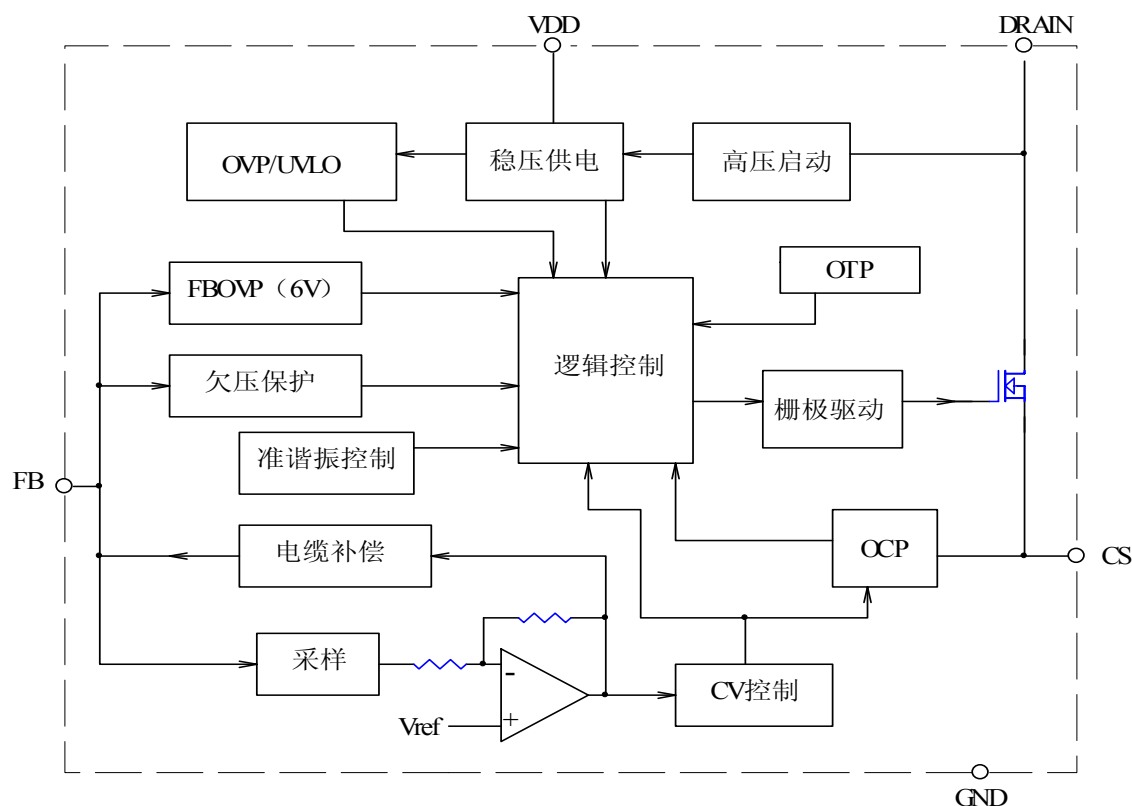 VDD
DRAIN
OVP/UVLO
稳压供电
高压启动
FBOVP（6V）
OTP
逻辑控制
欠压保护
栅极驱动
准谐振控制
FB
电缆补偿
OCP
CS
采样
-
CV控制
Vref
+
GND